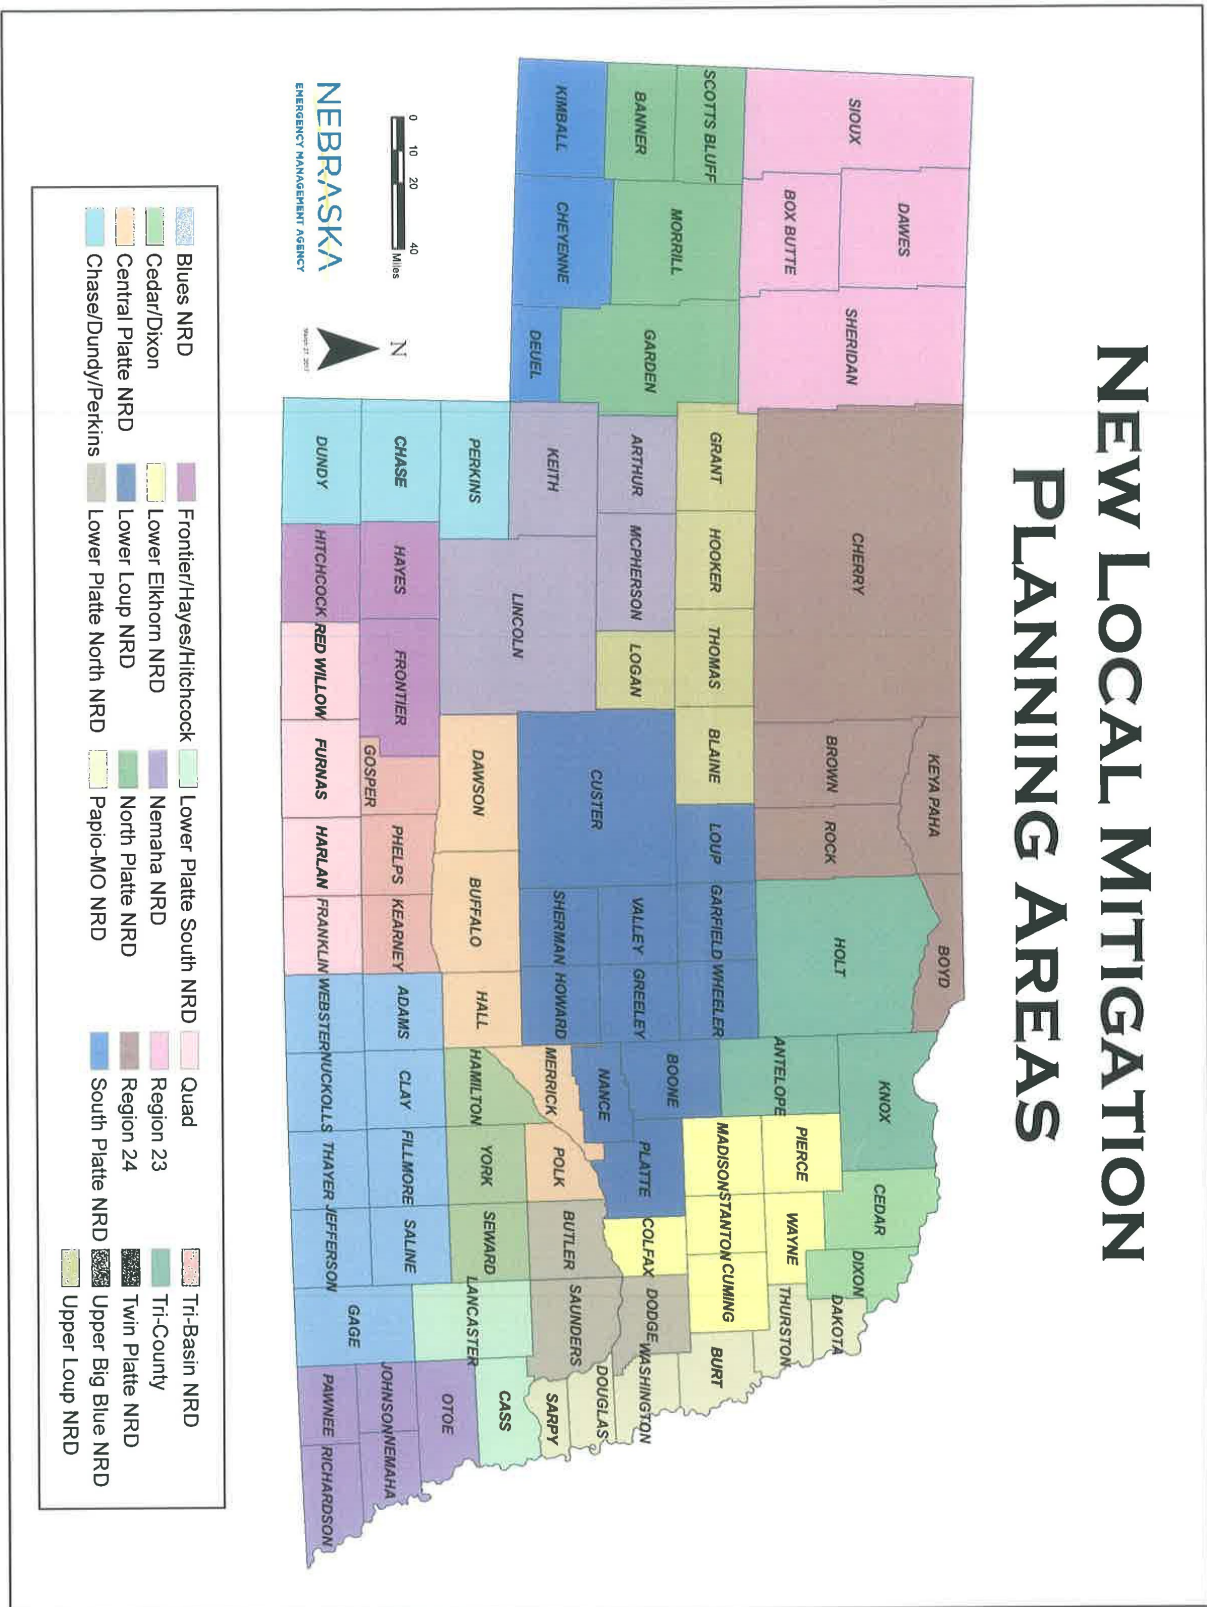 NEW LOCAL MITIGATION
PLANNING AREAS
SIOUX
DAWES
BOX BUTTE
SHERIDAN
SCOTTS BLUFF
BANNER
MORRILL
GARDEN
KIMBALL
CHEYENNE
DEUEL
CHERRY
KEYA PAHA
BROWN
ROCK
BOYD
HOLT
GRANT
HOOKER
THOMAS
BLAINE
LOUP
GARFIELD
WHEELER
ARTHUR
MCPHERSON
LOGAN
CUSTER
VALLEY
GREELEY
SHERMAN
HOWARD
KEITH
LINCOLN
PERKINS
CHASE
DUNDY
HAYES
HITCHCOCK
FRONTIER
RED WILLOW
GOSPER
FURNAS
DAWSON
PHELPS
HARLAN
BUFFALO
KEARNEY
FRANKLIN
HALL
ADAMS
WEBSTER
KNOX
ANTELOPE
CEDAR
DIXON
DAKOTA
PIERCE
WAYNE
THURSTON
MADISON
STANTON
CUMING
BURT
BOONE
NANCE
PLATTE
COLFAX
DODGE
WASHINGTON
MERRICK
POLK
BUTLER
SAUNDERS
DOUGLAS
SARPY
HAMILTON
YORK
SEWARD
LANCASTER
CASS
CLAY
FILLMORE
SALINE
OTOE
NUCKOLLS
THAYER
JEFFERSON
GAGE
JOHNSON
NEMAHA
PAWNEE
RICHARDSON
0 10 20 40
Miles
N
March 21, 2017
NEBRASKA
EMERGENCY MANAGEMENT AGENCY
Blues NRD
Cedar/Dixon
Central Platte NRD
Chase/Dundy/Perkins
Frontier/Hayes/Hitchcock
Lower Elkhorn NRD
Lower Loup NRD
Lower Platte North NRD
Lower Platte South NRD
Nemaha NRD
North Platte NRD
Papio-MO NRD
Quad
Region 23
Region 24
South Platte NRD
Tri-Basin NRD
Tri-County
Twin Platte NRD
Upper Big Blue NRD
Upper Loup NRD